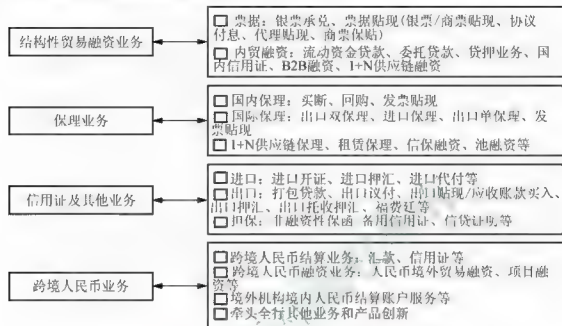 结构性贸易融资业务
票据：银票承兑、票据贴现(银票/商票贴现、协议
付息、代理贴现、商票保贴)
内贸融资：流动资金贷款、委托贷款、贷押业务、国
内信用证、B2B融资、1+N供应链融资
保理业务
国内保理：买断、回购、发票贴现
国际保理：出口双保理、进口保理、出口单保理、发
票贴现
1+N供应链保理、租赁保理、信保融资、池融资等
信用证及其他业务
进口：进口开证、进口押汇、进口代付等
出口：打包贷款、出口议付、出口贴现/应收账款买入、
出口押汇、出口托收押汇、福费廷等
担保：非融资性保函、备用信用证、信贷证明等
跨境人民币业务
跨境人民币结算业务：汇款、信用证等
跨境人民币融资业务：人民币境外贸易融资、项目融
资等
境外机构境内人民币结算账户服务等
牵头全行其他业务和产品创新